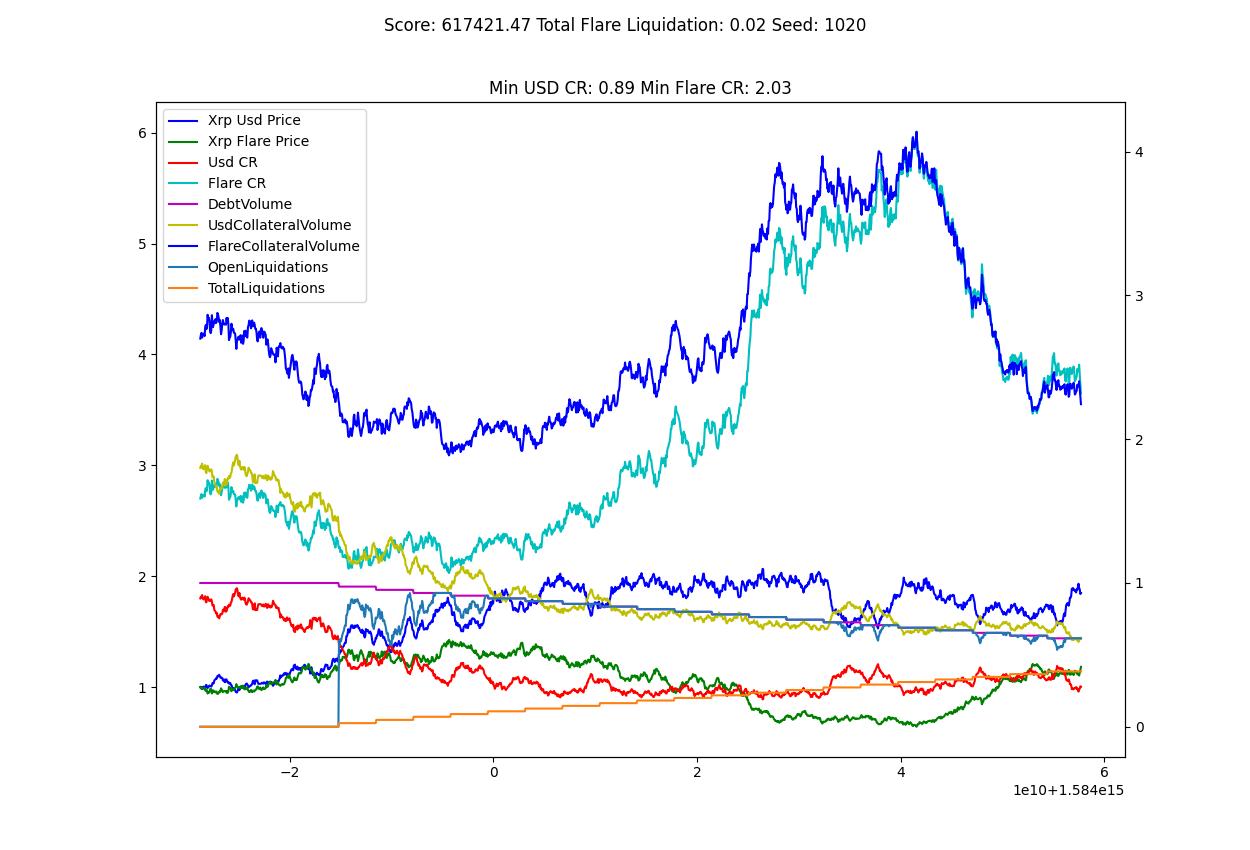 Score: 617421.47 Total Flare Liquidation: 0.02 Seed: 1020
Min USD CR: 0.89 Min Flare CR: 2.03
Xrp Usd Price
Xrp Flare Price
Usd CR
Flare CR
DebtVolume
UsdCollateralVolume
FlareCollateralVolume
OpenLiquidations
TotalLiquidations
6
5
4
3
2
1
4
3
2
1
0
−2 0 2 4 6
1e10+1.584e15